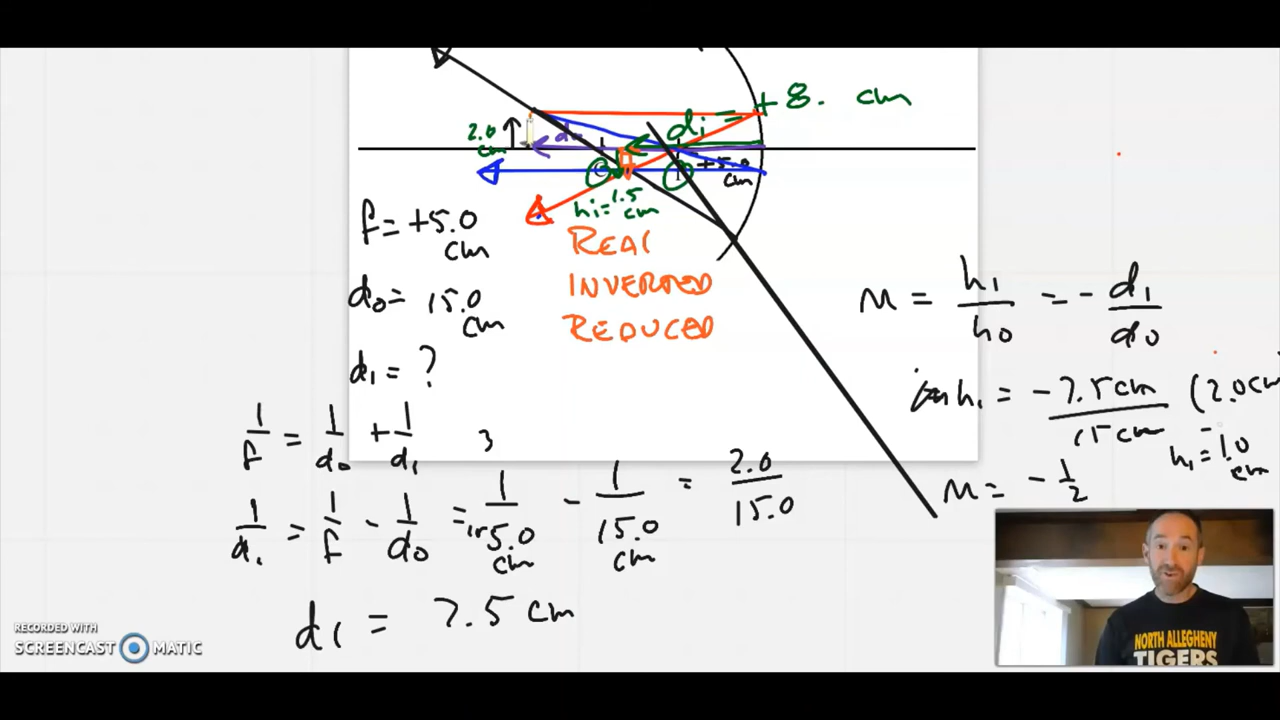 di = + 8. cm
2.0 cm
do
+5.0 cm
hi = 1.5 cm
f = +5.0 cm
REAL
INVERTED
REDUCED
do = 15.0 cm
di = ?
M = hi/ho = - di/do
hi = -7.5cm/15cm (2.0cm
hi = -1.0 cm
M = - 1/2
1/f = 1/do + 1/di
3
1/di = 1/f - 1/do = 1/15.0 cm - 1/15.0 cm = 2.0/15.0
di = 7.5 cm
RECORDED WITH
SCREENCAST MATIC
NORTH ALLEGHENY
TIGERS